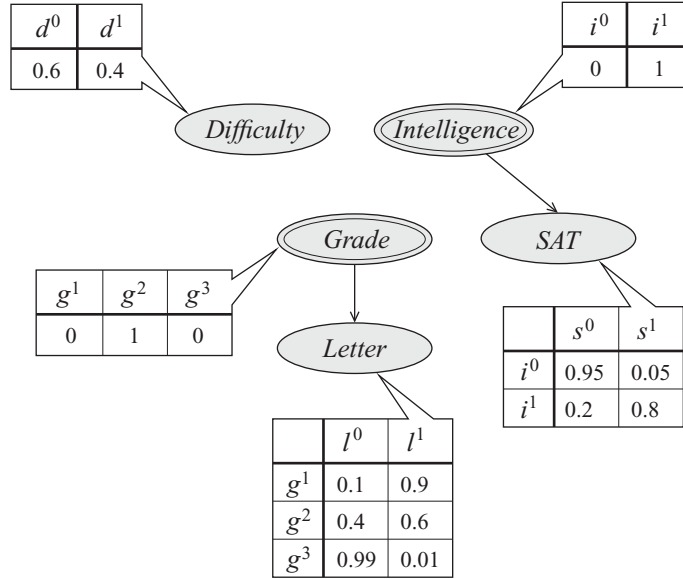 d⁰ d¹
0.6 0.4
i⁰ i¹
0 1
Difficulty
Intelligence
Grade
SAT
g¹ g² g³
0 1 0
Letter
s⁰ s¹
i⁰ 0.95 0.05
i¹ 0.2 0.8
l⁰ l¹
g¹ 0.1 0.9
g² 0.4 0.6
g³ 0.99 0.01